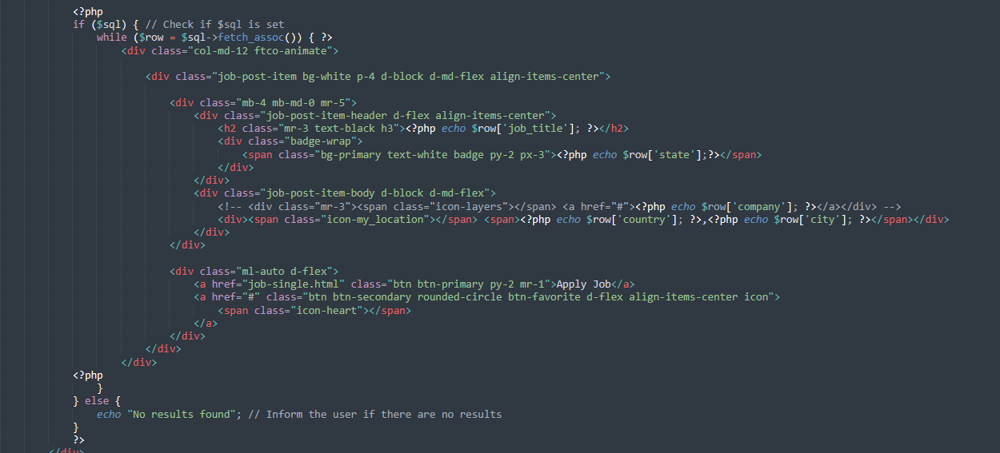 <?php
if ($sql) { // Check if $sql is set
while ($row = $sql->fetch_assoc()) { ?>
<div class="col-md-12 ftco-animate">
<div class="job-post-item bg-white p-4 d-block d-md-flex align-items-center">
<div class="mb-4 mb-md-0 mr-5">
<div class="job-post-item-header d-flex align-items-center">
<h2 class="mr-3 text-black h3"><?php echo $row['job_title']; ?></h2>
<div class="badge-wrap">
<span class="bg-primary text-white badge py-2 px-3"><?php echo $row['state'];?></span>
</div>
</div>
<div class="job-post-item-body d-block d-md-flex">
<!-- <div class="mr-3"><span class="icon-layers"></span> <a href="#"><?php echo $row['company']; ?></a></div> -->
<div><span class="icon-my_location"></span> <span><?php echo $row['country']; ?>,<?php echo $row['city']; ?></span></div>
</div>
</div>
<div class="ml-auto d-flex">
<a href="job-single.html" class="btn btn-primary py-2 mr-1">Apply Job</a>
<a href="#" class="btn btn-secondary rounded-circle btn-favorite d-flex align-items-center icon">
<span class="icon-heart"></span>
</a>
</div>
</div>
</div>
<?php
}
} else {
echo "No results found"; // Inform the user if there are no results
}
?>
</div>